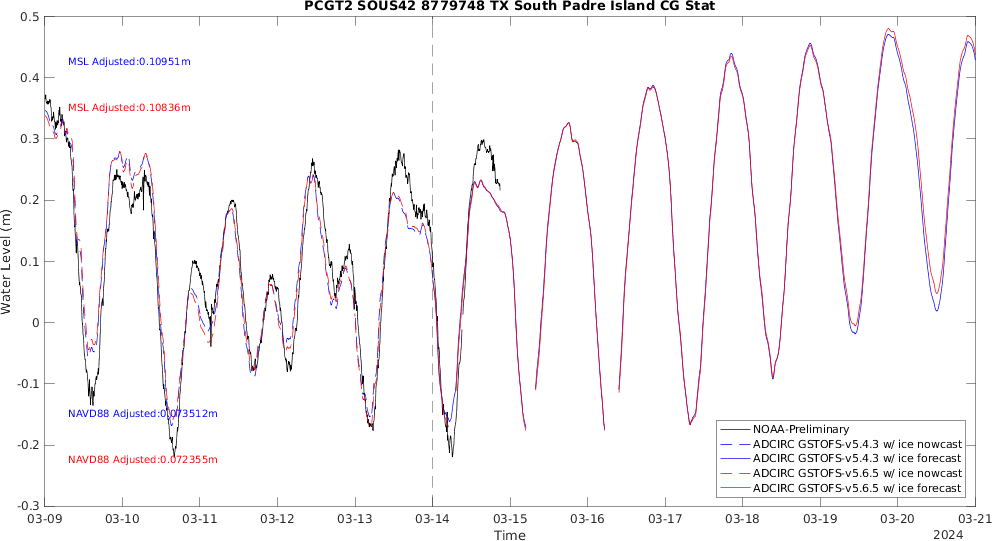 PCGT2 SOUS42 8779748 TX South Padre Island CG Stat
0.5
0.4
0.3
0.2
0.1
0
-0.1
-0.2
-0.3
Water Level (m)
MSL Adjusted:0.10951m
MSL Adjusted:0.10836m
NAVD88 Adjusted:0.073512m
NAVD88 Adjusted:0.072355m
NOAA-Preliminary
ADCIRC GSTOFS-v5.4.3 w/ ice nowcast
ADCIRC GSTOFS-v5.4.3 w/ ice forecast
ADCIRC GSTOFS-v5.6.5 w/ ice nowcast
ADCIRC GSTOFS-v5.6.5 w/ ice forecast
03-09 03-10 03-11 03-12 03-13 03-14 03-15 03-16 03-17 03-18 03-19 03-20 03-21
Time
2024